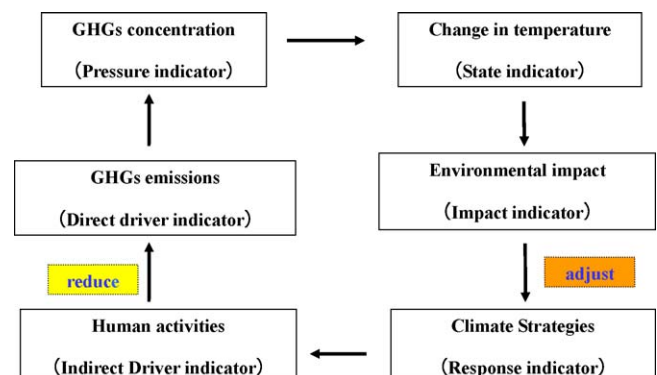 GHGs concentration
(Pressure indicator)
Change in temperature
(State indicator)
GHGs emissions
(Direct driver indicator)
Environmental impact
(Impact indicator)
reduce
adjust
Human activities
(Indirect Driver indicator)
Climate Strategies
(Response indicator)